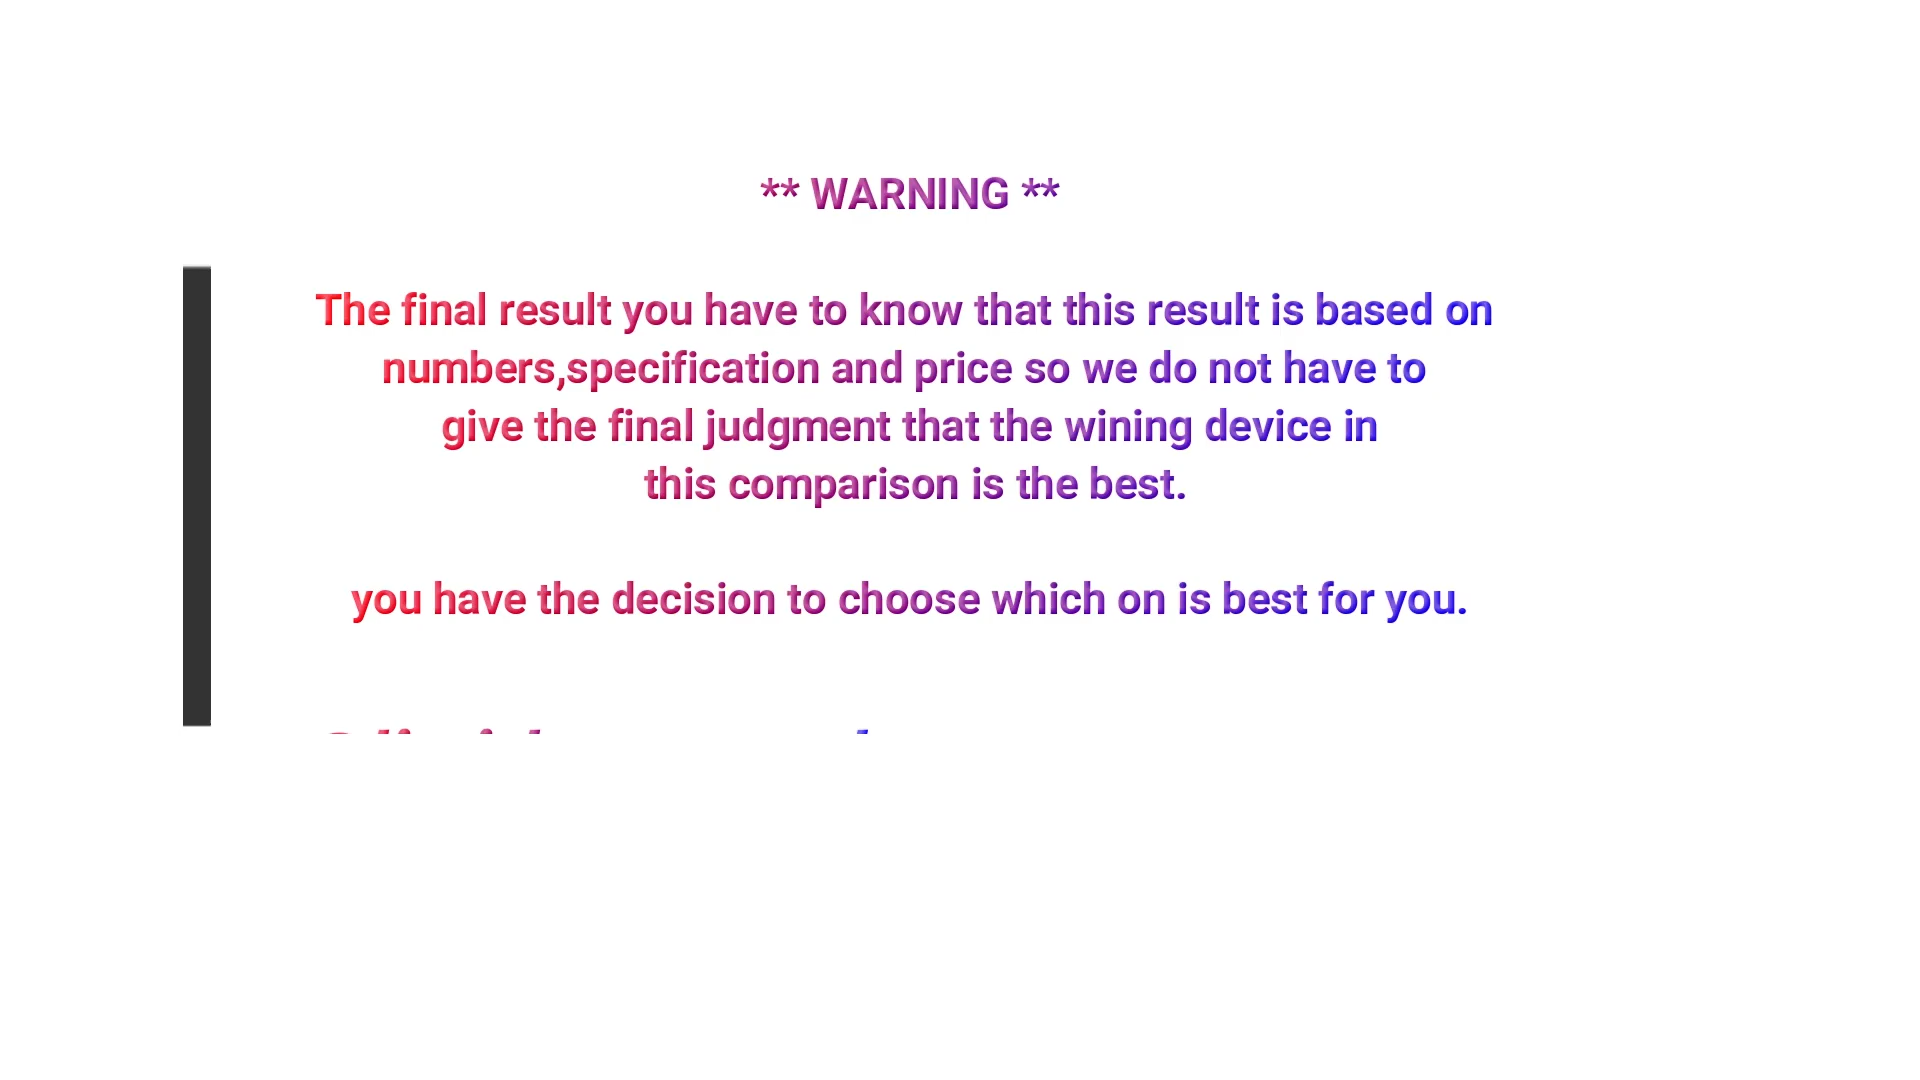 ** WARNING **
The final result you have to know that this result is based on
numbers,specification and price so we do not have to
give the final judgment that the wining device in
this comparison is the best.
you have the decision to choose which on is best for you.